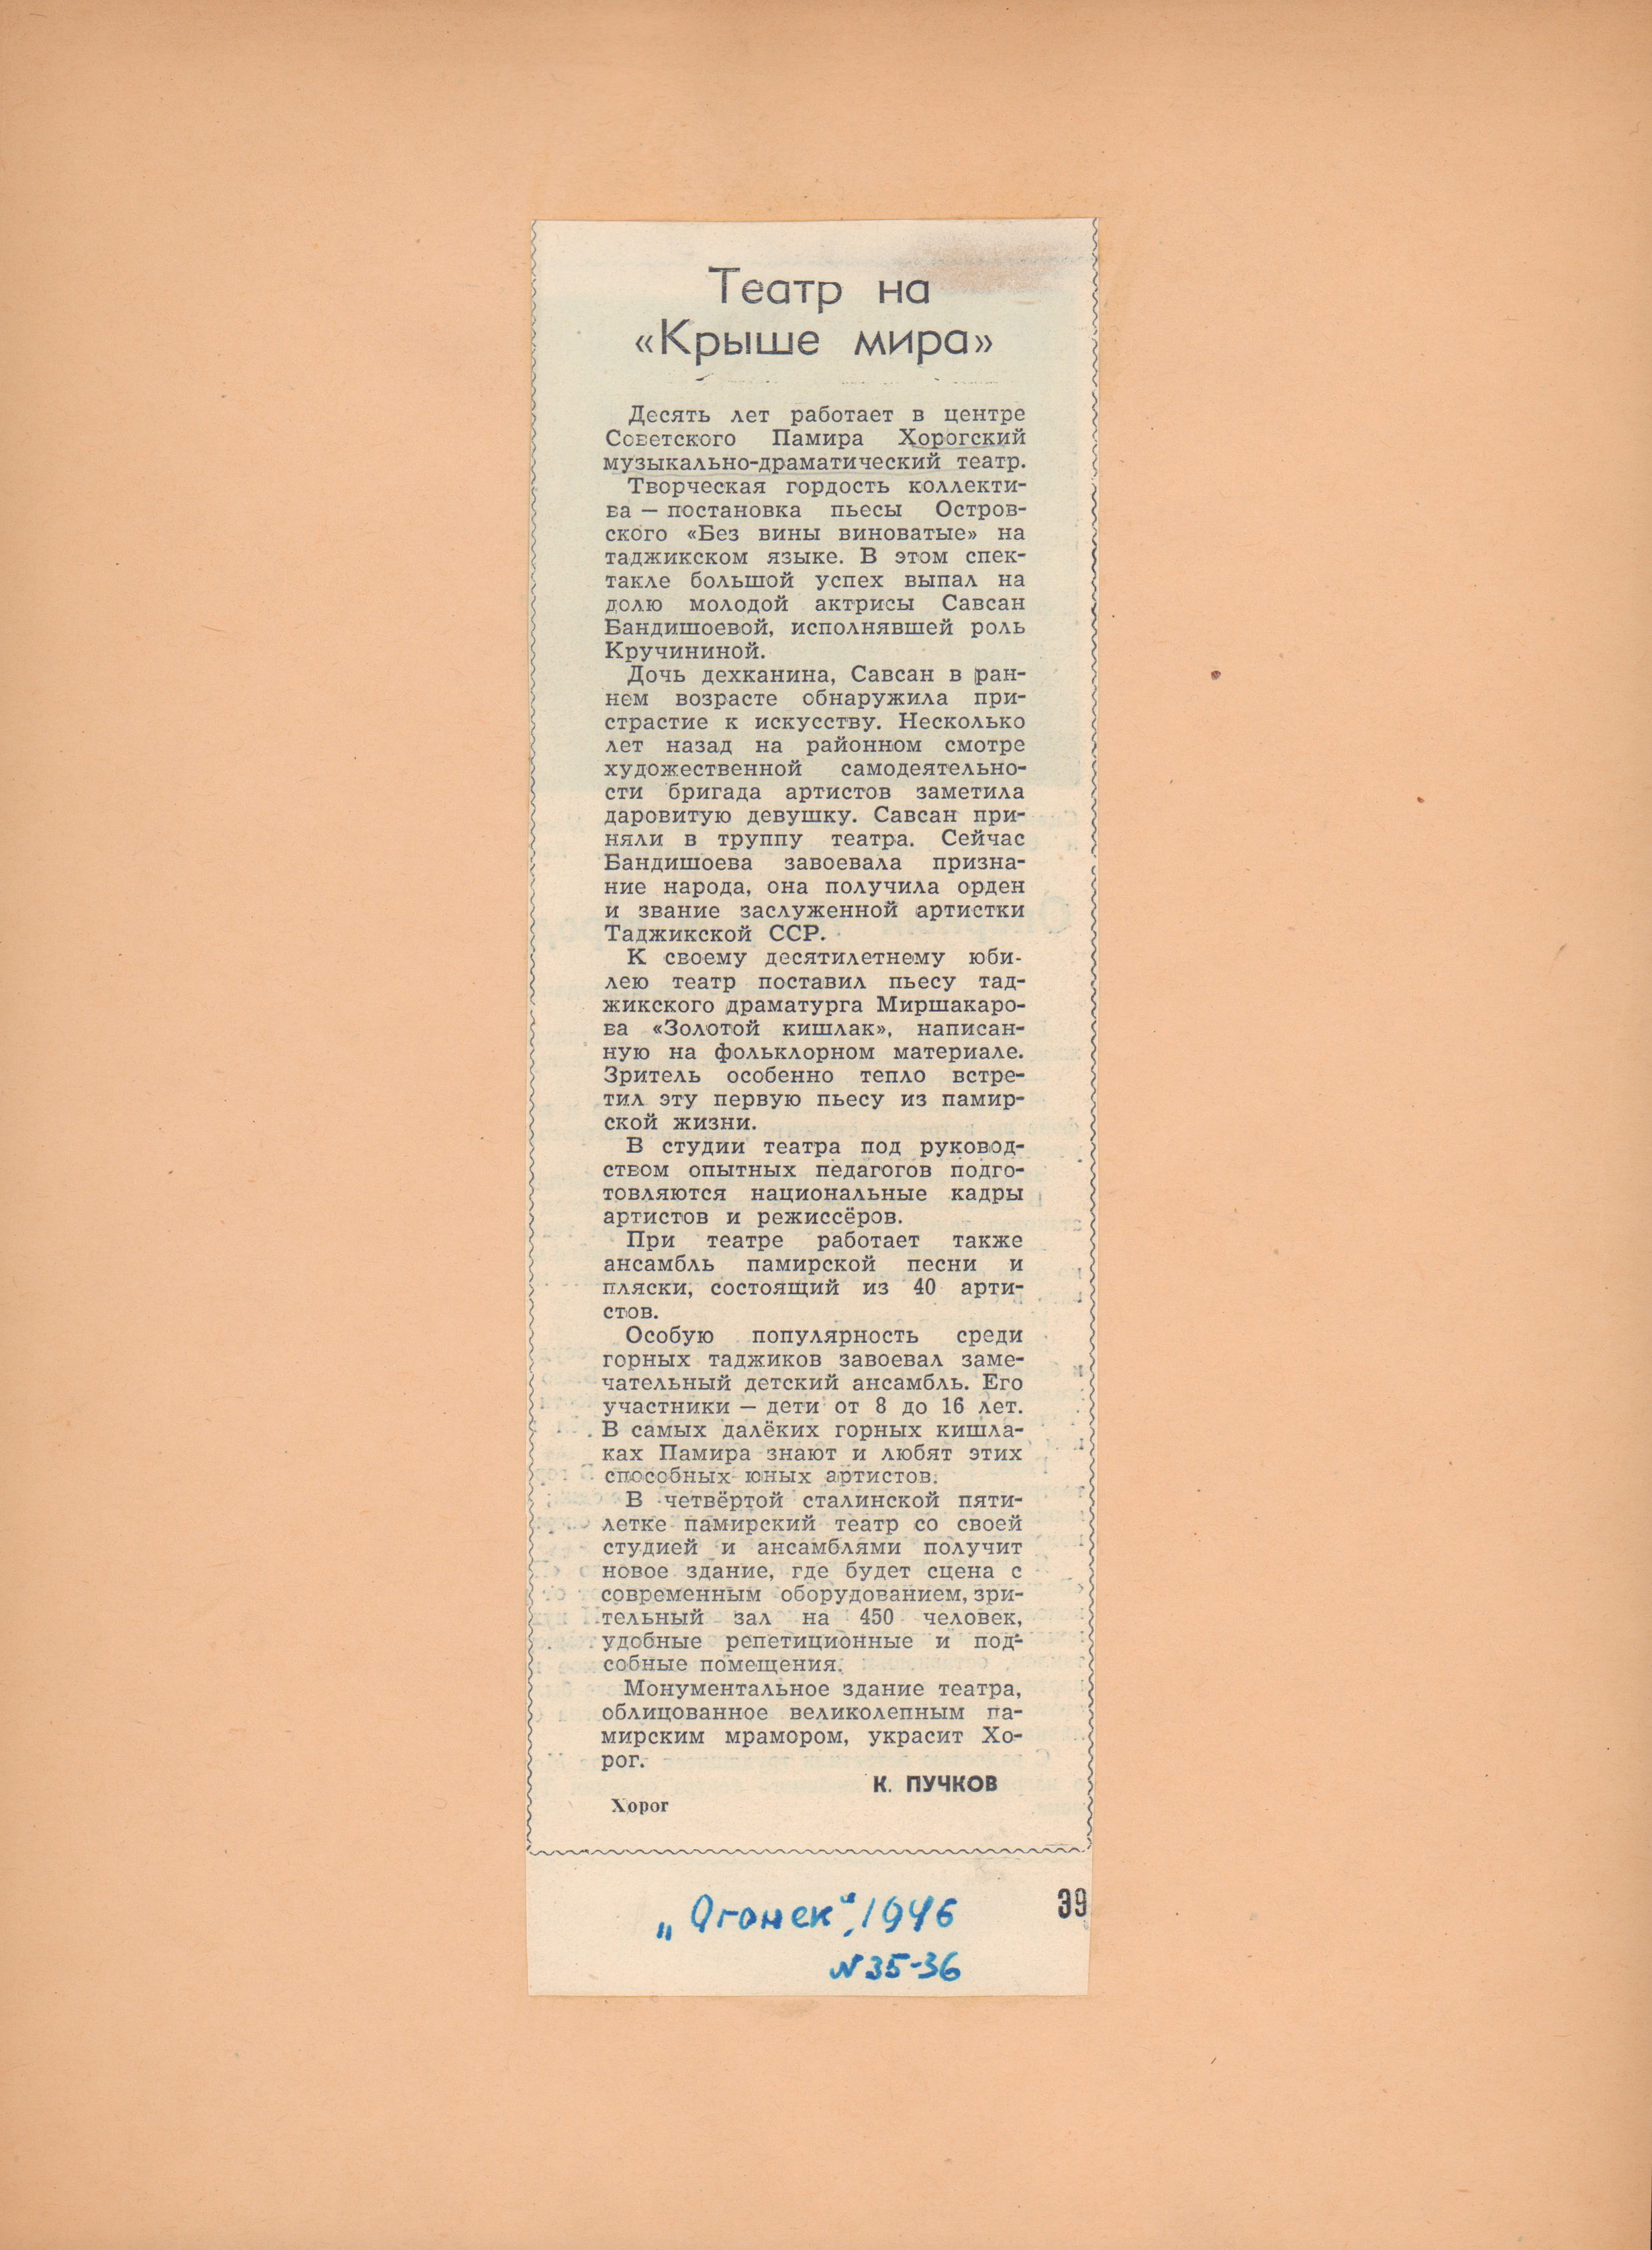 Театр на
«Крыше мира»
Десять лет работает в центре
Советского Памира Хорогский
музыкально-драматический театр.
Творческая гордость коллекти-
ва — постановка пьесы Остров-
ского «Без вины виноватые» на
таджикском языке. В этом спек-
такле большой успех выпал на
долю молодой актрисы Савсан
Бандишоевой, исполнявшей роль
Кручининой.
Дочь дехканина, Савсан в ран-
нем возрасте обнаружила при-
страстие к искусству. Несколько
лет назад на районном смотре
художественной самодеятельно-
сти бригада артистов заметила
даровитую девушку. Савсан при-
няли в труппу театра. Сейчас
Бандишоева завоевала призна-
ние народа, она получила орден
и звание заслуженной артистки
Таджикской ССР.
К своему десятилетнему юби-
лею театр поставил пьесу тад-
жикского драматурга Миршакаро-
ва «Золотой кишлак», написан-
ную на фольклорном материале.
Зритель особенно тепло встре-
тил эту первую пьесу из памир-
ской жизни.
В студии театра под руковод-
ством опытных педагогов подго-
товляются национальные кадры
артистов и режиссёров.
При театре работает также
ансамбль памирской песни и
пляски, состоящий из 40 арти-
стов.
Особую популярность среди
горных таджиков завоевал заме-
чательный детский ансамбль. Его
участники — дети от 8 до 16 лет.
В самых далёких горных кишла-
ках Памира знают и любят этих
способных юных артистов.
В четвёртой сталинской пяти-
летке памирский театр со своей
студией и ансамблями получит
новое здание, где будет сцена с
современным оборудованием, зри-
тельный зал на 450 человек,
удобные репетиционные и под-
собные помещения.
Монументальное здание театра,
облицованное великолепным па-
мирским мрамором, украсит Хо-
рог.
К. ПУЧКОВ
Хорог
39
„Огонек“, 1946
N 35-36